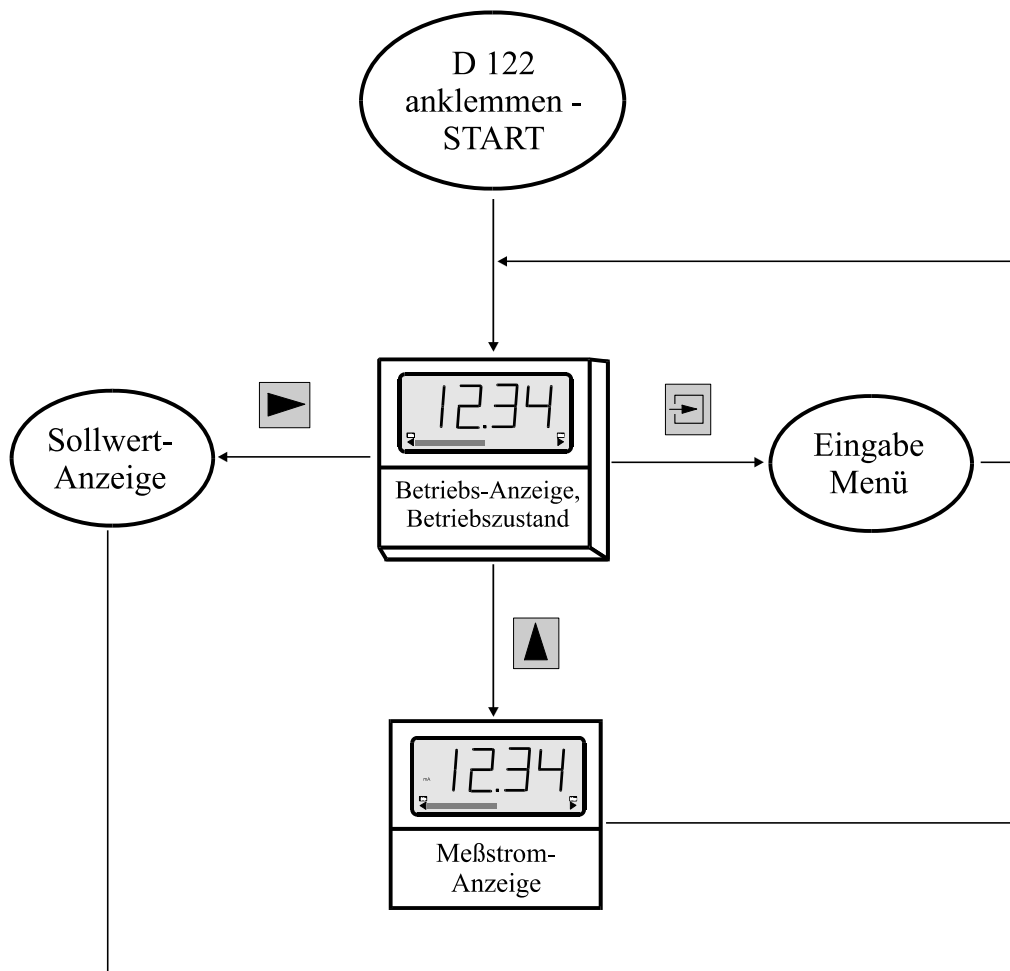 D 122
anklemmen -
START
12.34
Betriebs-Anzeige,
Betriebszustand
Sollwert-
Anzeige
Eingabe
Menü
mA
12.34
Meßstrom-
Anzeige